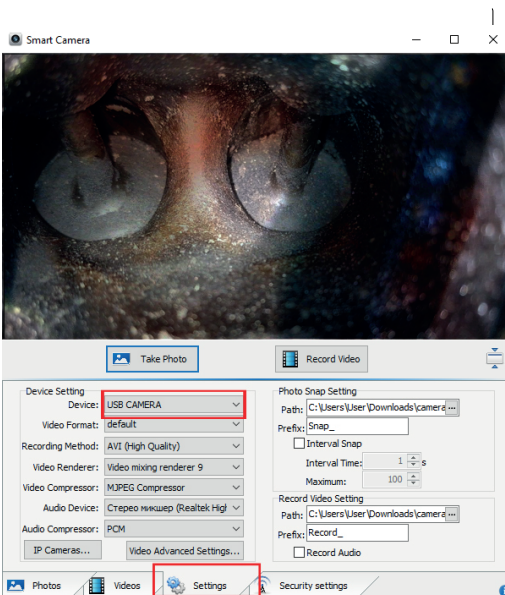 Smart Camera
Take Photo
Record Video
Device Setting
Device: USB CAMERA
Video Format: default
Recording Method: AVI (High Quality)
Video Renderer: Video mixing renderer 9
Video Compressor: MJPEG Compressor
Audio Device: Стерео микшер (Realtek High
Audio Compressor: PCM
IP Cameras...
Video Advanced Settings...
Photo Snap Setting
Path: C:\Users\User\Downloads\camera ...
Prefix: Snap_
Interval Snap
Interval Time: 1 s
Maximum: 100
Record Video Setting
Path: C:\Users\User\Downloads\camera ...
Prefix: Record_
Record Audio
Photos
Videos
Settings
Security settings